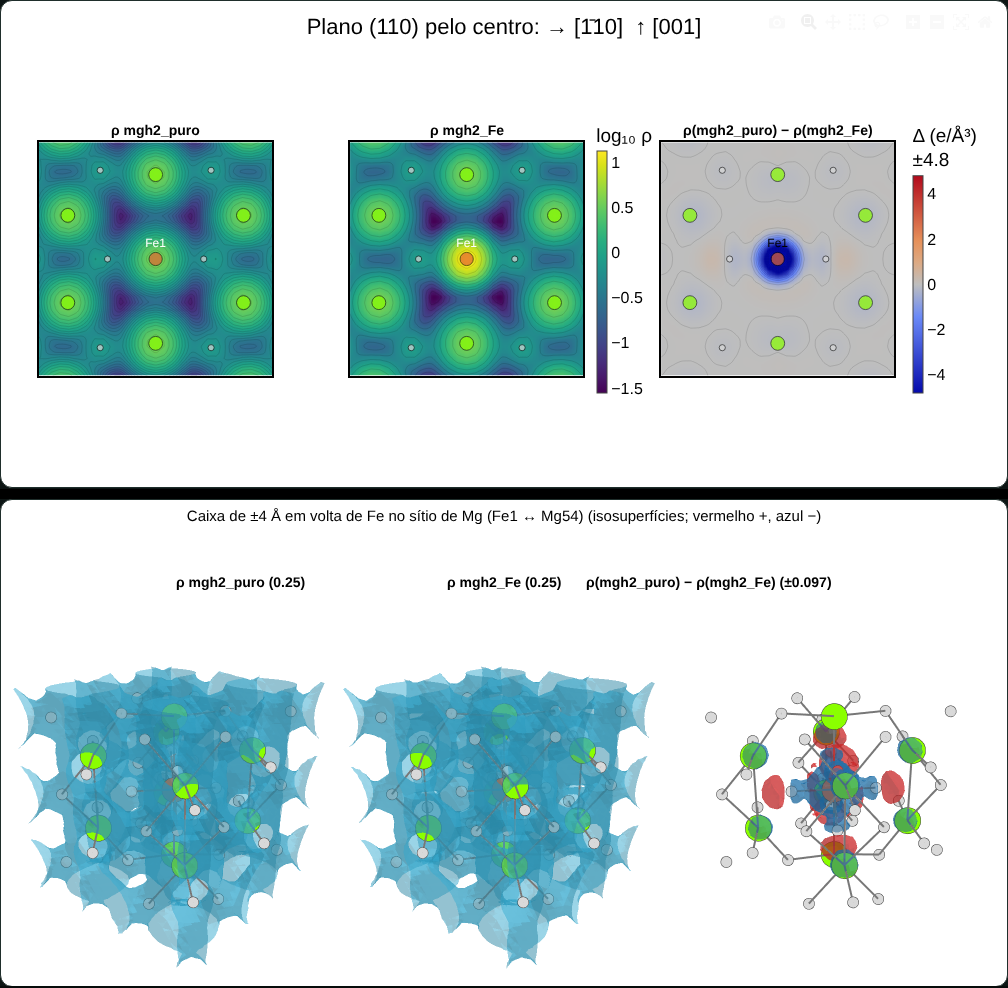 Plano (110) pelo centro: → [1̄10] ↑ [001]
ρ mgh2_puro
ρ mgh2_Fe
log₁₀ ρ
ρ(mgh2_puro) − ρ(mgh2_Fe)
Δ (e/Å³)
±4.8
Fe1
Fe1
Fe1
1
0.5
0
−0.5
−1
−1.5
4
2
0
−2
−4
Caixa de ±4 Å em volta de Fe no sítio de Mg (Fe1 ↔ Mg54) (isosuperfícies; vermelho +, azul −)
ρ mgh2_puro (0.25)
ρ mgh2_Fe (0.25)
ρ(mgh2_puro) − ρ(mgh2_Fe) (±0.097)